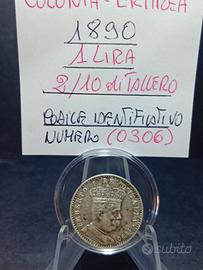 COLONIA-ERITREA
1890
1 LIRA
2/10 di TALLERO
CODICE IDENTIFICATIVO
NUMERO (0306)
subito